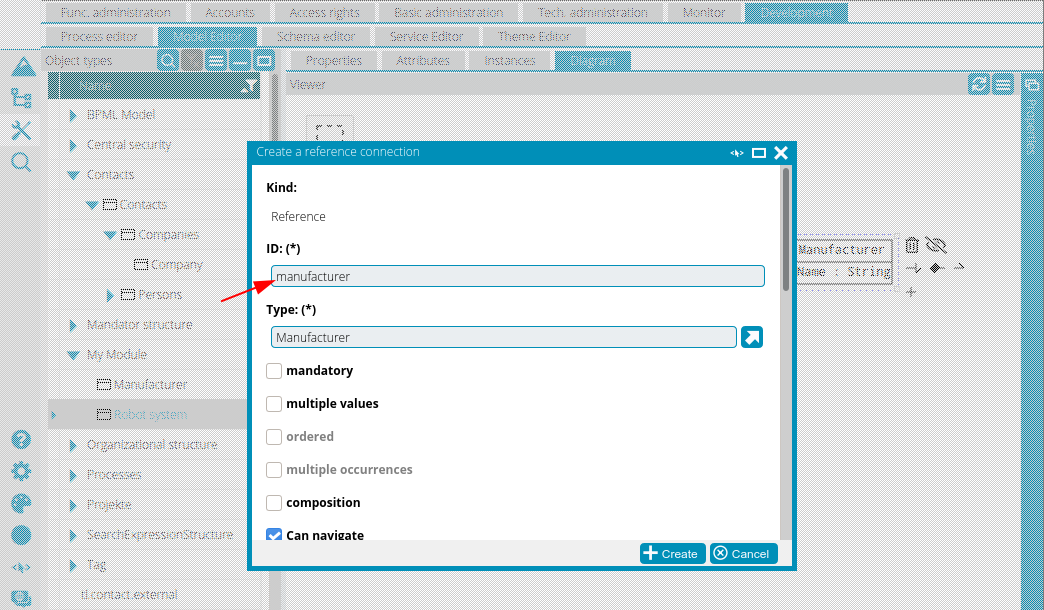 Func. administration Accounts Access rights Basic administration Tech. administration Monitor Development
Process editor Model Editor Schema editor Service Editor Theme Editor
Object types Properties Attributes Instances Diagram
Name
Viewer
Properties
BPML Model
Central security
Contacts
Contacts
Companies
Company
Persons
Mandator structure
My Module
Manufacturer
Robot system
Organizational structure
Processes
Projekte
SearchExpressionStructure
Tag
tl.contact.external
Create a reference connection
Kind:
Reference
ID: (*)
manufacturer
Type: (*)
Manufacturer
mandatory
multiple values
ordered
multiple occurrences
composition
Can navigate
Create Cancel
Manufacturer
Name : String